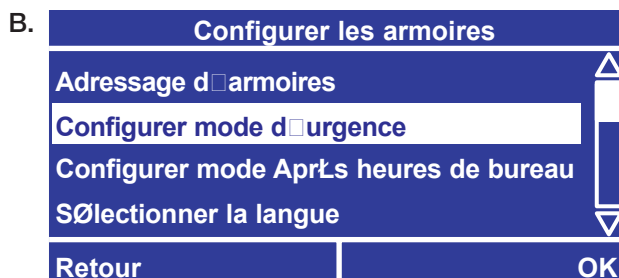 B.
Configurer les armoires
Adressage d□armoires
Configurer mode d□urgence
Configurer mode AprŁs heures de bureau
SØlectionner la langue
Retour OK